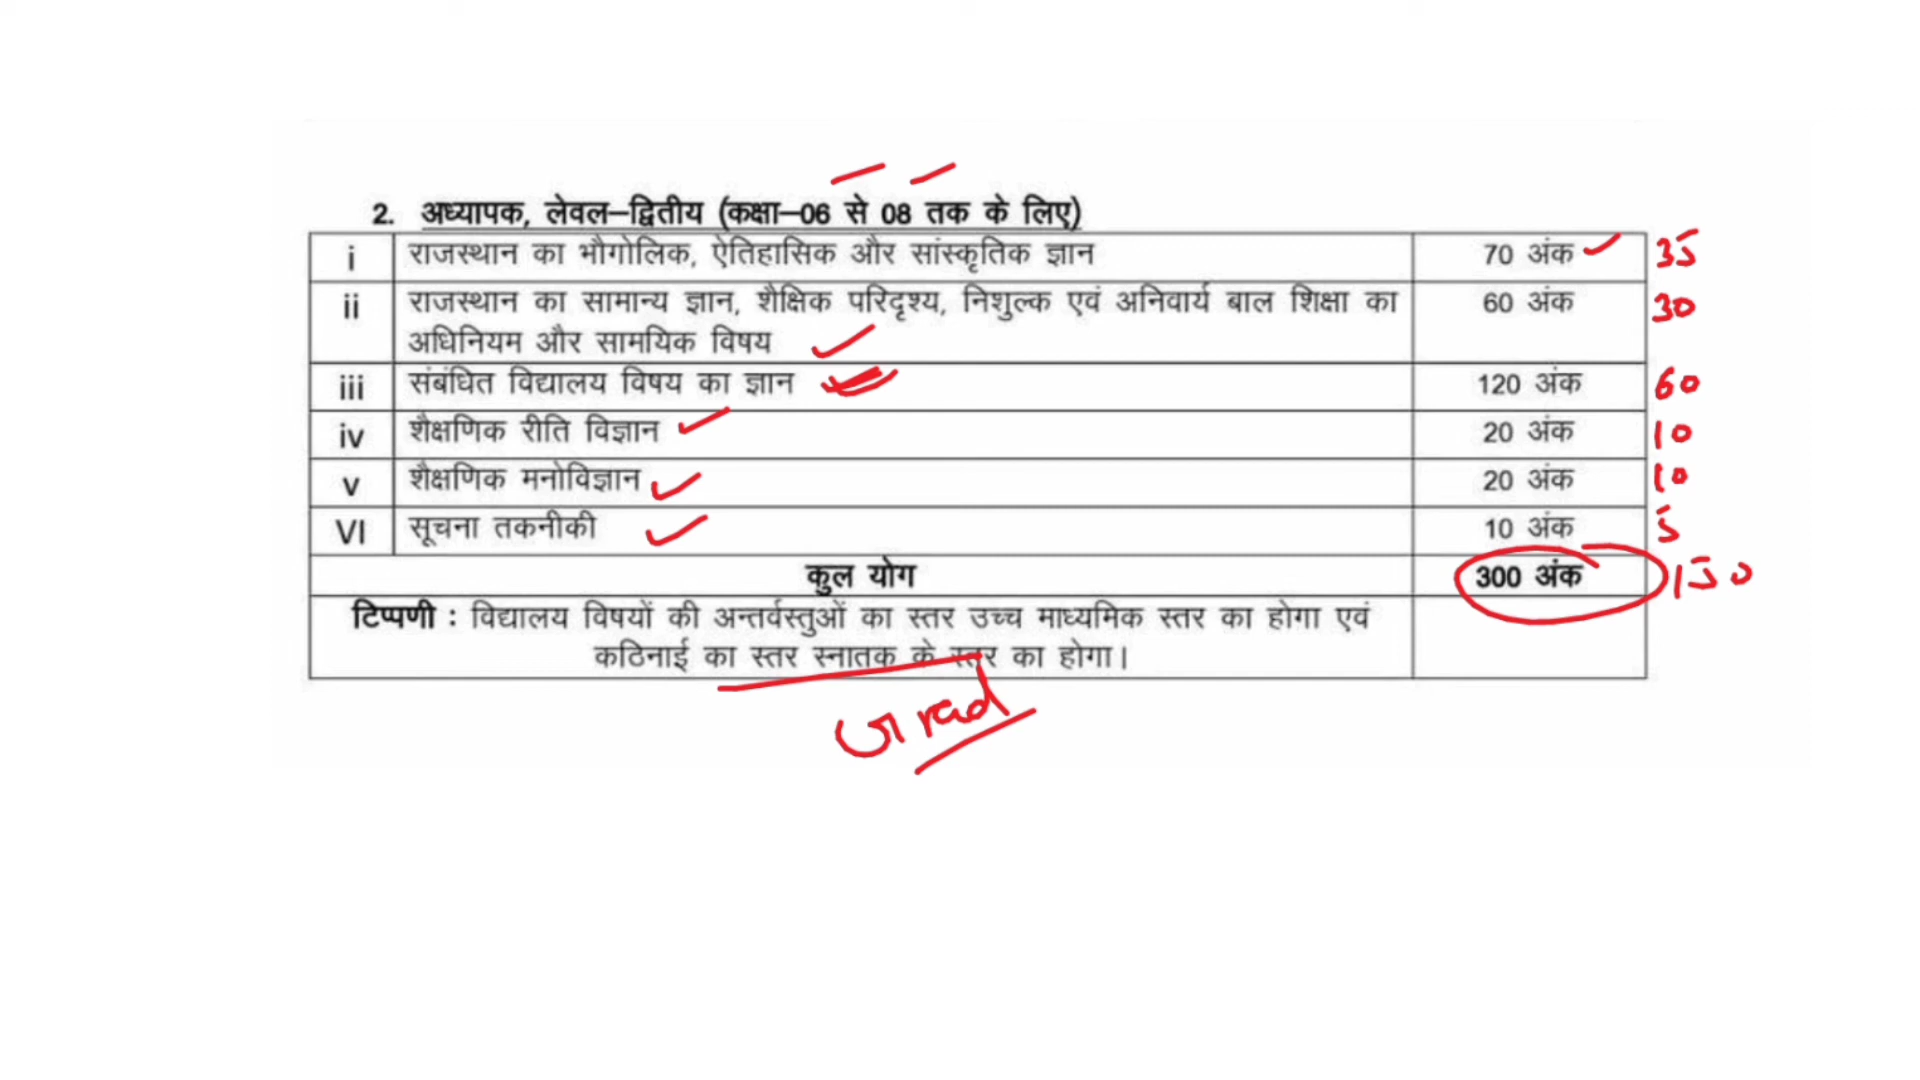 2. अध्यापक, लेवल–द्वितीय (कक्षा–06 से 08 तक के लिए)
i राजस्थान का भौगोलिक, ऐतिहासिक और सांस्कृतिक ज्ञान 70 अंक 35
ii राजस्थान का सामान्य ज्ञान, शैक्षिक परिदृश्य, निशुल्क एवं अनिवार्य बाल शिक्षा का 60 अंक 30
अधिनियम और सामयिक विषय
iii संबंधित विद्यालय विषय का ज्ञान 120 अंक 60
iv शैक्षणिक रीति विज्ञान 20 अंक 10
v शैक्षणिक मनोविज्ञान 20 अंक 10
VI सूचना तकनीकी 10 अंक 5
कुल योग 300 अंक 150
टिप्पणी : विद्यालय विषयों की अन्तर्वस्तुओं का स्तर उच्च माध्यमिक स्तर का होगा एवं
कठिनाई का स्तर स्नातक के स्तर का होगा।